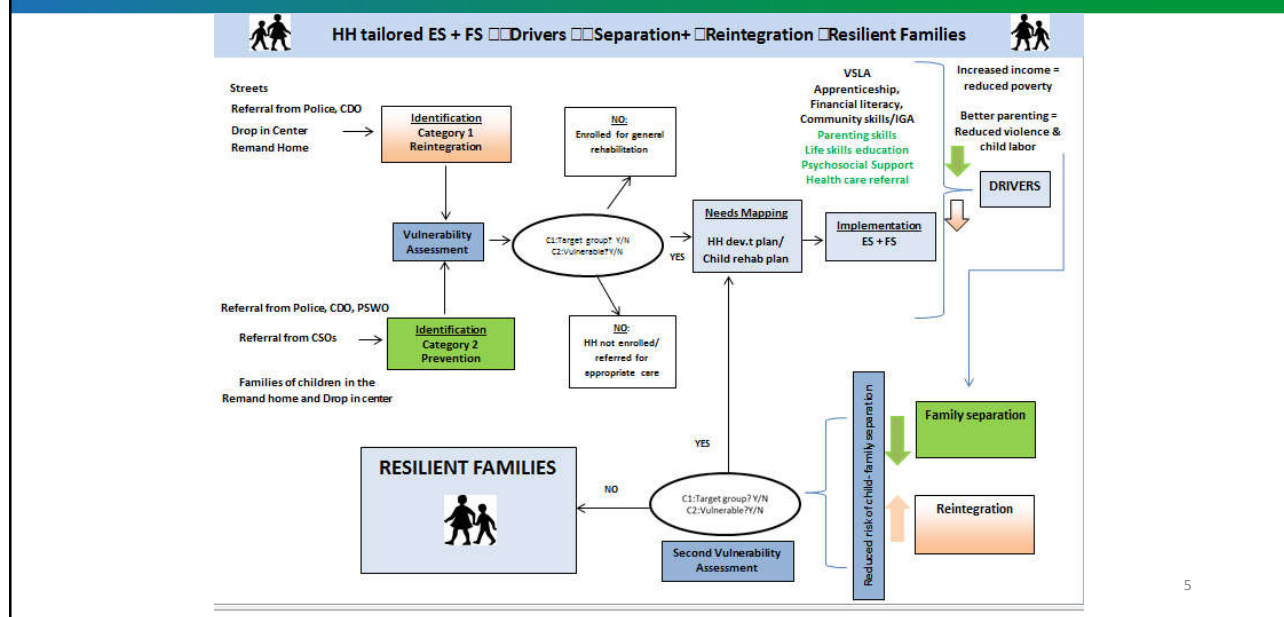 HH tailored ES + FS □□Drivers □□Separation+ □Reintegration □Resilient Families
Streets
Referral from Police, CDO
Drop in Center
Remand Home
Identification
Category 1
Reintegration
NO:
Enrolled for general
rehabilitation
VSLA
Apprenticeship,
Financial literacy,
Community skills/IGA
Parenting skills
Life skills education
Psychosocial Support
Health care referral
Increased income =
reduced poverty
Better parenting =
Reduced violence &
child labor
DRIVERS
Vulnerability
Assessment
C1:Target group? Y/N
C2:Vulnerable?Y/N
YES
Needs Mapping
HH dev.t plan/
Child rehab plan
Implementation
ES + FS
Referral from Police, CDO, PSWO
Referral from CSOs
Families of children in the
Remand home and Drop in center
Identification
Category 2
Prevention
NO:
HH not enrolled/
referred for
appropriate care
YES
RESILIENT FAMILIES
NO
C1:Target group?Y/N
C2:Vulnerable?Y/N
Second Vulnerability
Assessment
Reduced risk of child-family separation
Family separation
Reintegration
5